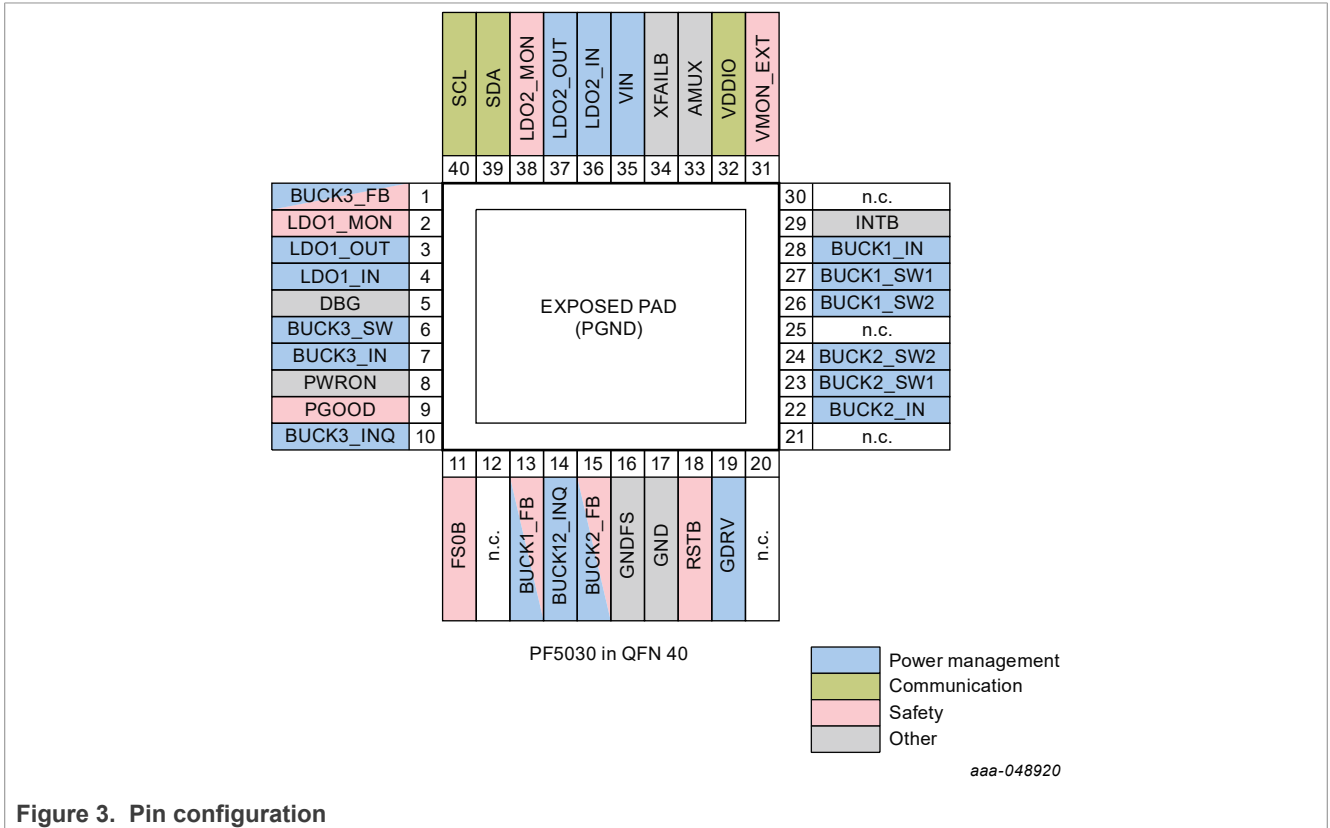 SCL
SDA
LDO2_MON
LDO2_OUT
LDO2_IN
VIN
XFAILB
AMUX
VDDIO
VMON_EXT
40 39 38 37 36 35 34 33 32 31
BUCK3_FB 1
LDO1_MON 2
LDO1_OUT 3
LDO1_IN 4
DBG 5
BUCK3_SW 6
BUCK3_IN 7
PWRON 8
PGOOD 9
BUCK3_INQ 10
EXPOSED PAD
(PGND)
30 n.c.
29 INTB
28 BUCK1_IN
27 BUCK1_SW1
26 BUCK1_SW2
25 n.c.
24 BUCK2_SW2
23 BUCK2_SW1
22 BUCK2_IN
21 n.c.
11 12 13 14 15 16 17 18 19 20
FS0B
n.c.
BUCK1_FB
BUCK12_INQ
BUCK2_FB
GNDFS
GND
RSTB
GDRV
n.c.
PF5030 in QFN 40
Power management
Communication
Safety
Other
aaa-048920
Figure 3. Pin configuration